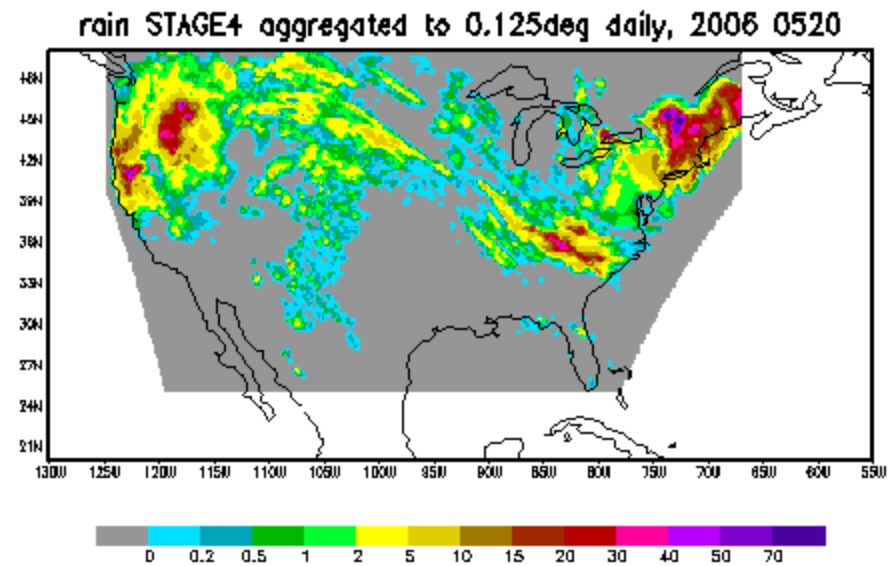 rain STAGE4 aggregated to 0.125deg daily, 2006 0520
48N
45N
42N
39N
36N
33N
30N
27N
24N
21N
130W 125W 120W 115W 110W 105W 100W 95W 90W 85W 80W 75W 70W 65W 60W 55W
0 0.2 0.5 1 2 5 10 15 20 30 40 50 70